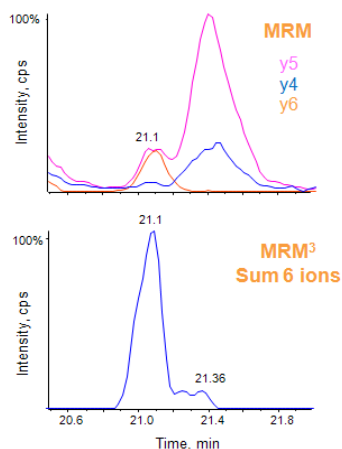 100%
MRM
y5
y4
y6
21.1
Intensity, cps
21.1
100%
MRM³
Sum 6 ions
21.36
Intensity, cps
20.6 21.0 21.4 21.8
Time, min